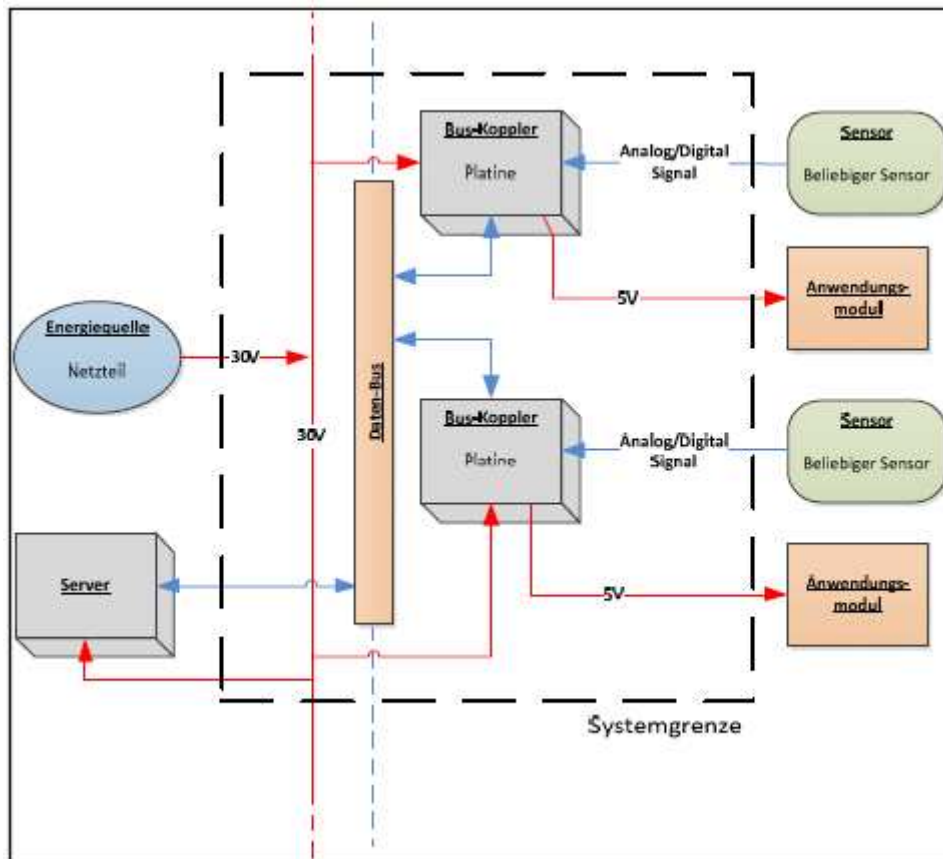 Bus-Koppler
Platine
Analog/Digital
Signal
Sensor
Beliebiger Sensor
5V
Anwendungs-
modul
Energiequelle
Netzteil
30V
30V
Daten-Bus
Bus-Koppler
Platine
Analog/Digital
Signal
Sensor
Beliebiger Sensor
Server
5V
Anwendungs-
modul
Systemgrenze